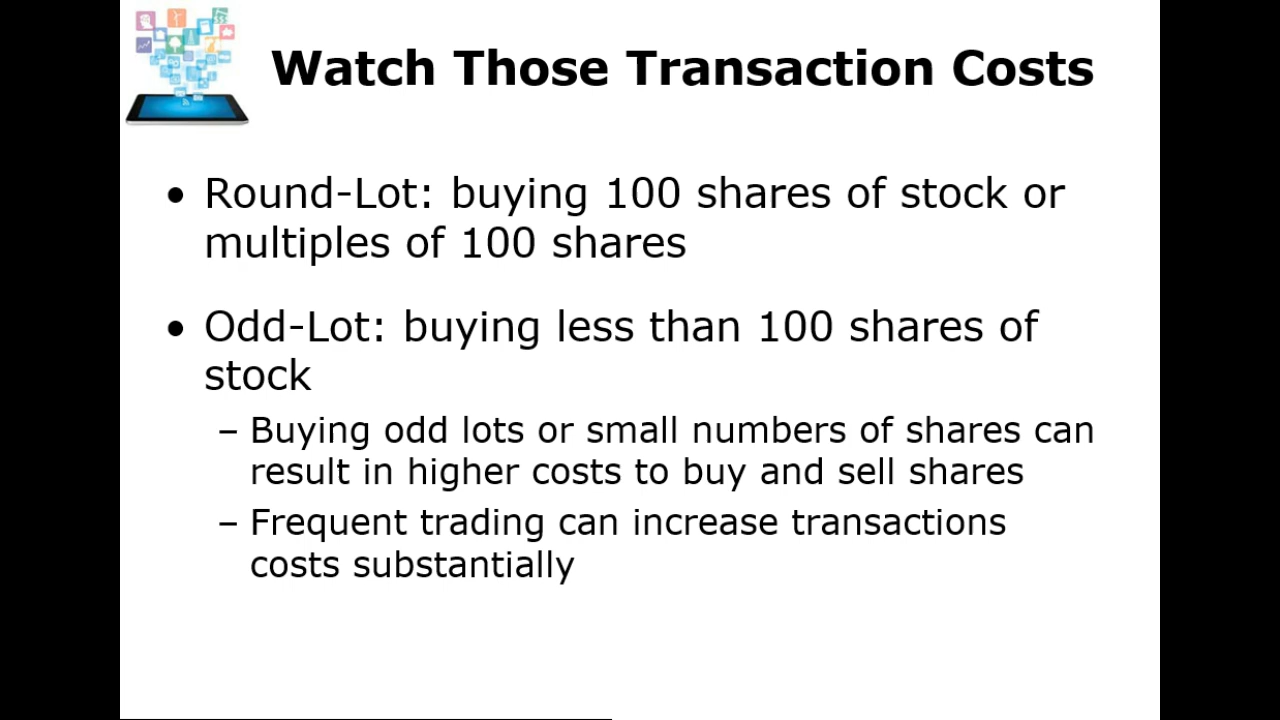 Watch Those Transaction Costs
• Round-Lot: buying 100 shares of stock or
multiples of 100 shares
• Odd-Lot: buying less than 100 shares of
stock
– Buying odd lots or small numbers of shares can
result in higher costs to buy and sell shares
– Frequent trading can increase transactions
costs substantially